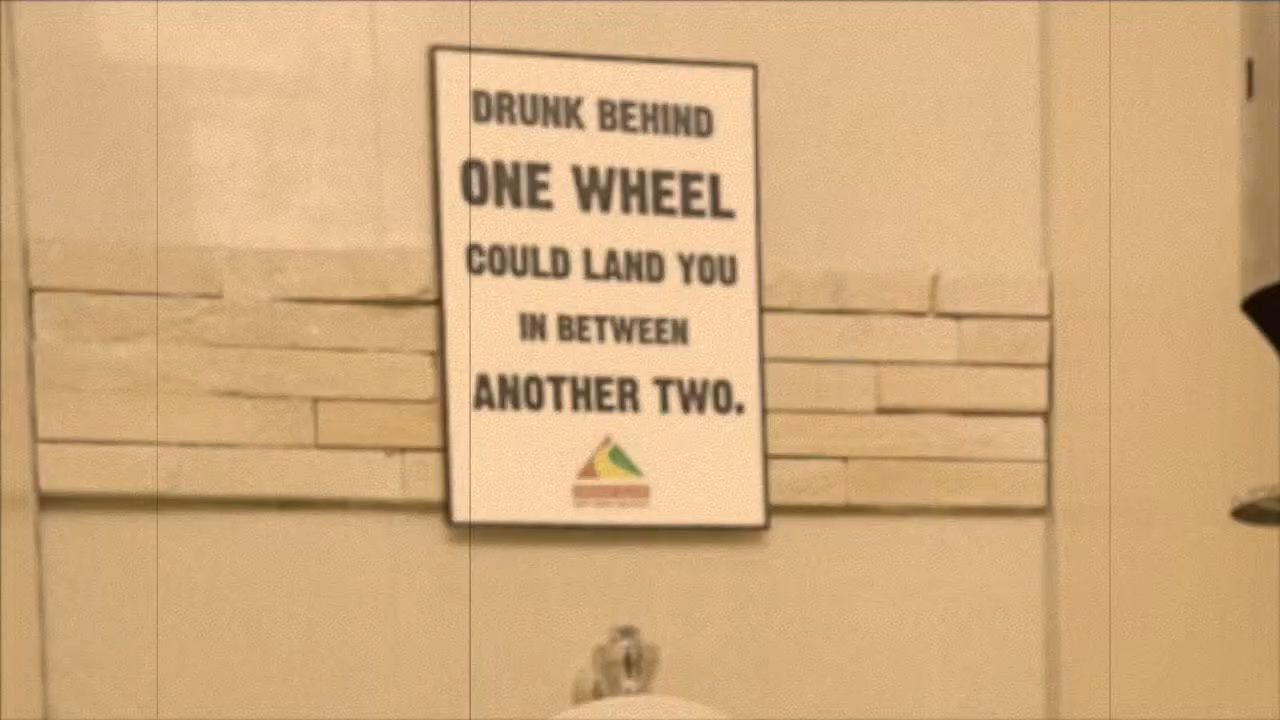 DRUNK BEHIND
ONE WHEEL
COULD LAND YOU
IN BETWEEN
ANOTHER TWO.